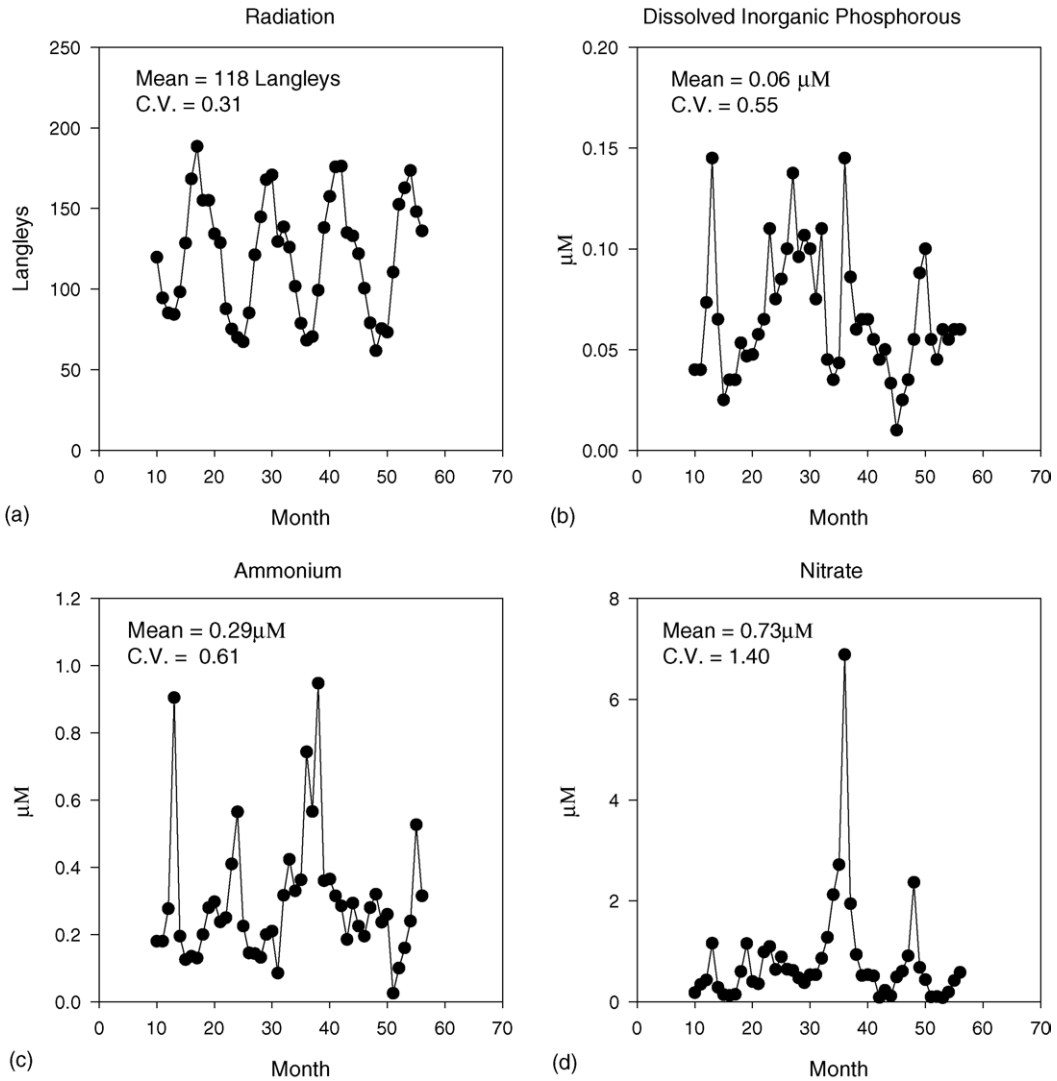 Radiation
Mean = 118 Langleys
C.V. = 0.31
250
200
150
100
50
0
Langleys
0 10 20 30 40 50 60 70
Month
(a)
Dissolved Inorganic Phosphorous
Mean = 0.06 μM
C.V. = 0.55
0.20
0.15
0.10
0.05
0.00
μM
0 10 20 30 40 50 60 70
Month
(b)
Ammonium
Mean = 0.29μM
C.V. = 0.61
1.2
1.0
0.8
0.6
0.4
0.2
0.0
μM
0 10 20 30 40 50 60 70
Month
(c)
Nitrate
Mean = 0.73μM
C.V. = 1.40
8
6
4
2
0
μM
0 10 20 30 40 50 60 70
Month
(d)